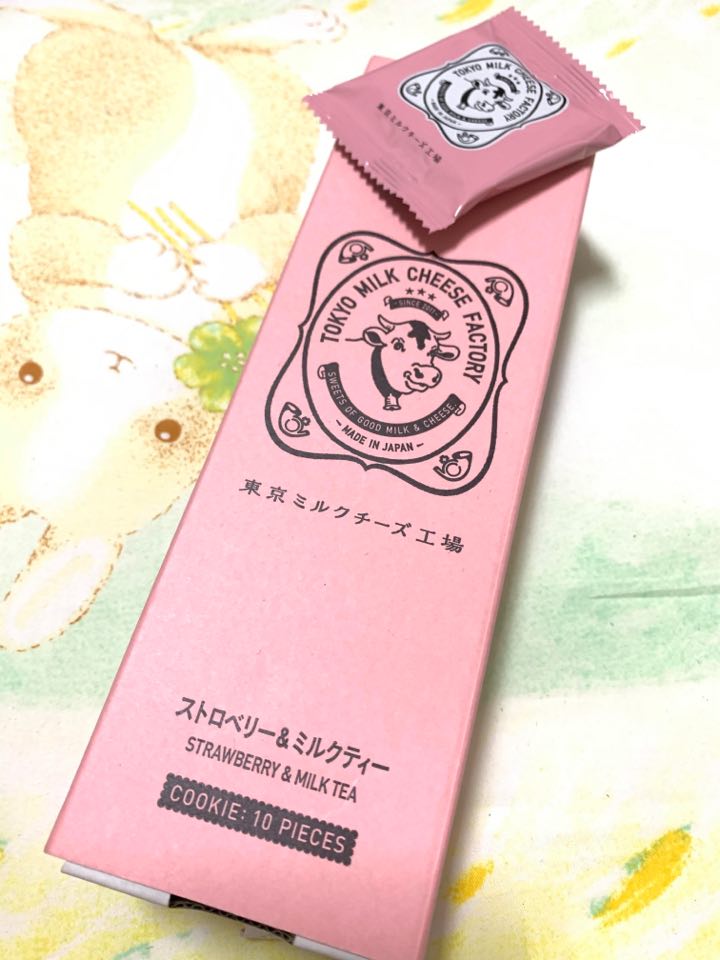 TOKYO MILK CHEESE FACTORY
東京ミルクチーズ工場
TOKYO MILK CHEESE FACTORY
SINCE 2011
SWEETS OF GOOD MILK & CHEESE.
MADE IN JAPAN
東京ミルクチーズ工場
ストロベリー&ミルクティー
STRAWBERRY & MILK TEA
COOKIE: 10 PIECES